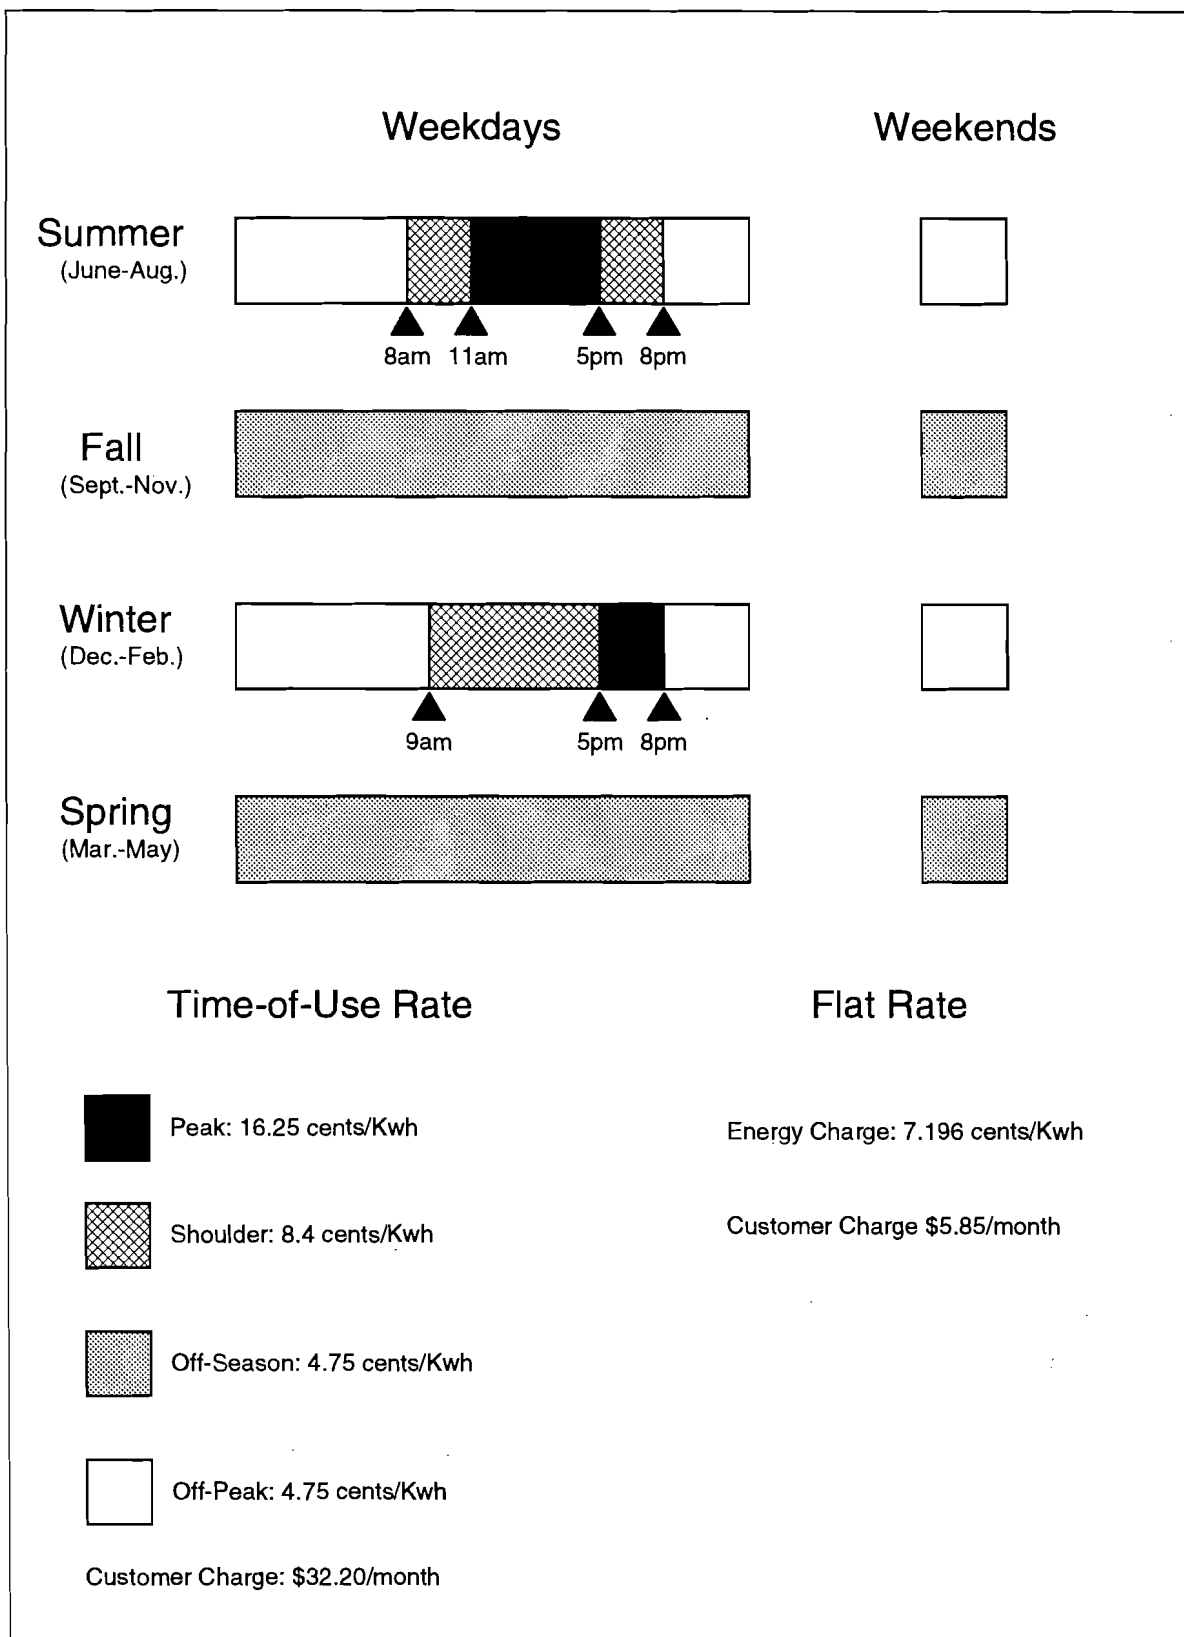 Weekdays
Weekends
Summer
(June-Aug.)
8am
11am
5pm
8pm
Fall
(Sept.-Nov.)
Winter
(Dec.-Feb.)
9am
5pm
8pm
Spring
(Mar.-May)
Time-of-Use Rate
Flat Rate
Peak: 16.25 cents/Kwh
Energy Charge: 7.196 cents/Kwh
Shoulder: 8.4 cents/Kwh
Customer Charge $5.85/month
Off-Season: 4.75 cents/Kwh
Off-Peak: 4.75 cents/Kwh
Customer Charge: $32.20/month